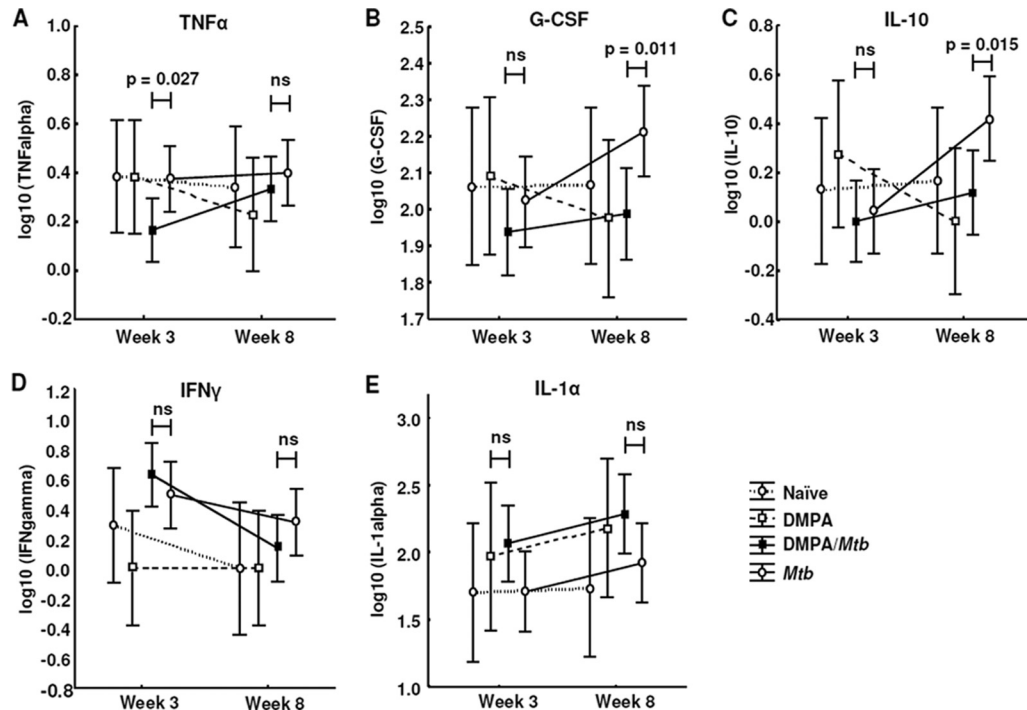 A
TNFα
log10 (TNFalpha)
1.0
0.8
0.6
0.4
0.2
0.0
-0.2
p = 0.027
ns
Week 3
Week 8
B
G-CSF
log10 (G-CSF)
2.5
2.4
2.3
2.2
2.1
2.0
1.9
1.8
1.7
ns
p = 0.011
Week 3
Week 8
C
IL-10
log10 (IL-10)
0.8
0.6
0.4
0.2
0.0
-0.2
0.4
ns
p = 0.015
Week 3
Week 8
D
IFNγ
log10 (IFNgamma)
1.2
1.0
0.8
0.6
0.4
0.2
0.0
-0.2
-0.4
-0.6
-0.8
ns
ns
Week 3
Week 8
E
IL-1α
log10 (IL-1alpha)
3.0
2.5
2.0
1.5
1.0
ns
ns
Week 3
Week 8
Naïve
DMPA
DMPA/Mtb
Mtb